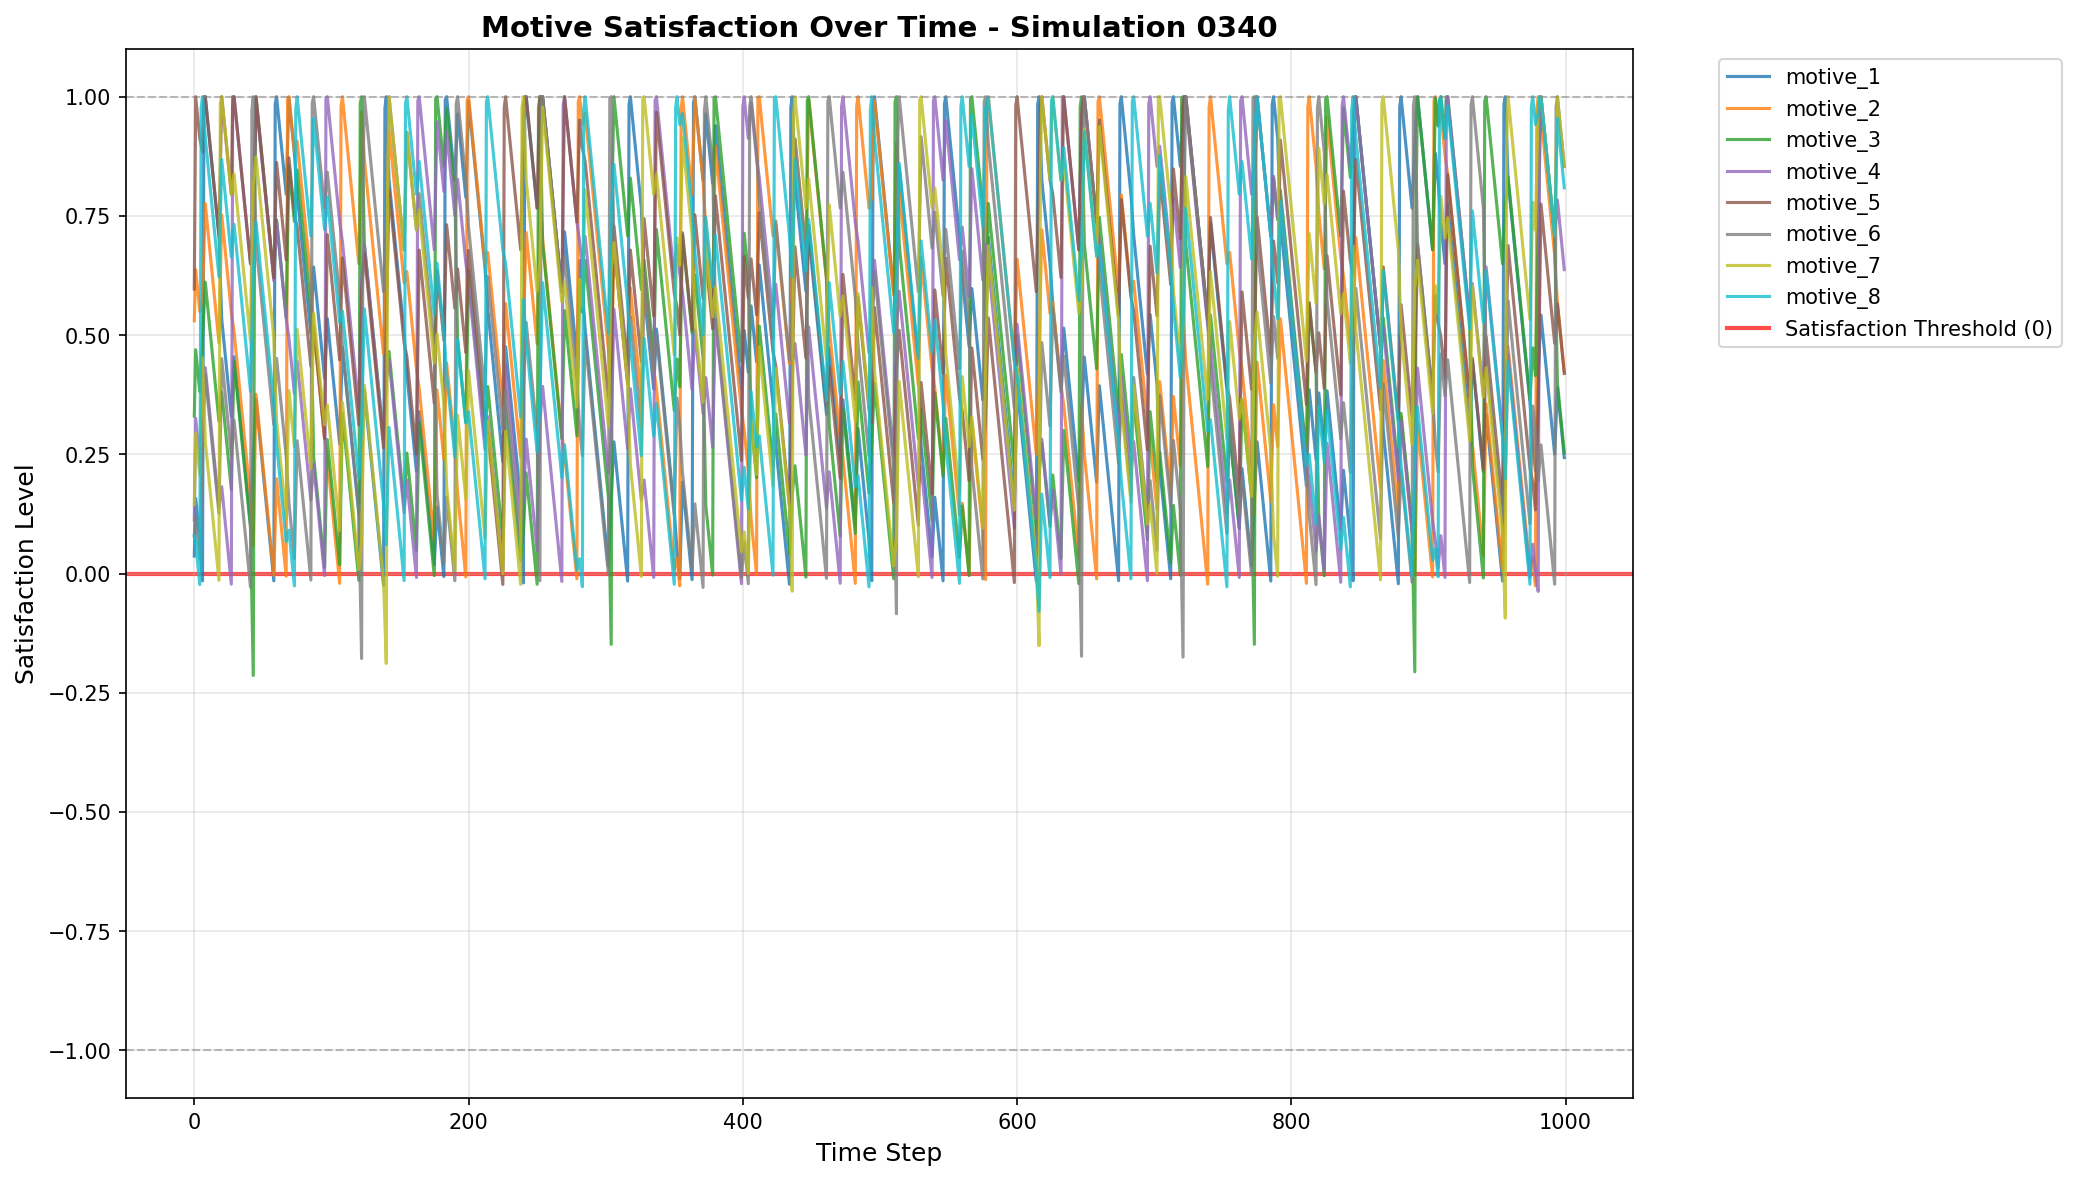 Motive Satisfaction Over Time - Simulation 0340
Satisfaction Level
1.00
0.75
0.50
0.25
0.00
−0.25
−0.50
−0.75
−1.00
0
200
400
600
800
1000
Time Step
motive_1
motive_2
motive_3
motive_4
motive_5
motive_6
motive_7
motive_8
Satisfaction Threshold (0)